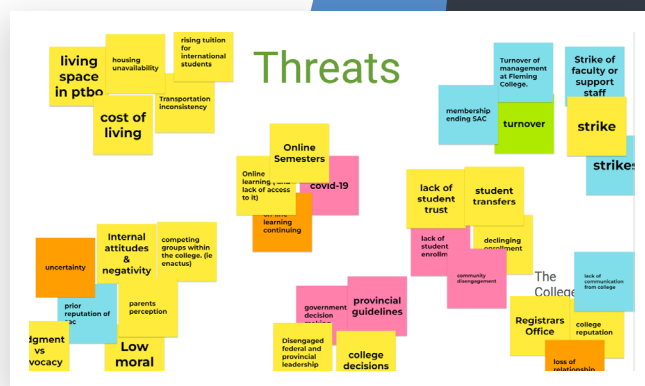 Threats
living
space
in ptbo
housing
unavailability
rising tuition
for
international
students
cost of
living
Transportation
inconsistency
Turnover of
management
at Fleming
College.
membership
ending SAC
turnover
Strike of
faculty or
support
staff
strike
strikes
Online
Semesters
Online
learning
lack of access
to it)
covid-19
learning
continuing
lack of
student
trust
student
transfers
lack of
student
enrollm
declinging
enrollment
community
disengagement
Internal
attitudes
&
negativity
competing
groups within
the college. (ie
enactus)
uncertainty
prior
reputation of
parents
perception
dgment
vs
vocacy
Low
moral
government
decision
provincial
guidelines
Disengaged
federal and
provincial
leadership
college
decisions
The
College
lack of
communication
from college
Registrars
Office
college
reputation
loss of
relationship